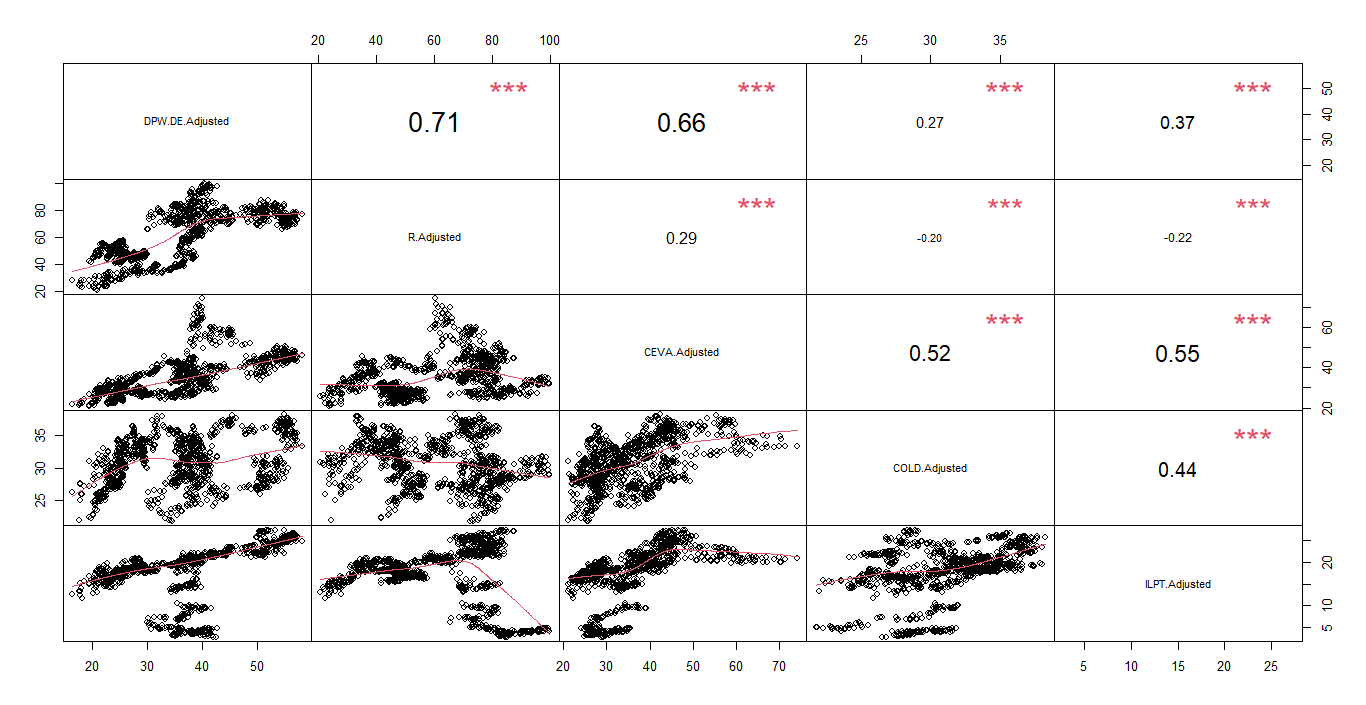 20 40 60 80 100 25 30 35
DPW.DE.Adjusted 0.71 *** 0.66 *** 0.27 *** 0.37 *** 50 40 30 20
80 60 40 20 R.Adjusted 0.29 *** -0.20 *** -0.22 ***
CEVA.Adjusted 0.52 *** 0.55 *** 60 40 20
35 30 25 COLD.Adjusted 0.44 ***
ILPT.Adjusted 20 10 5
20 30 40 50 20 30 40 50 60 70 5 10 15 20 25